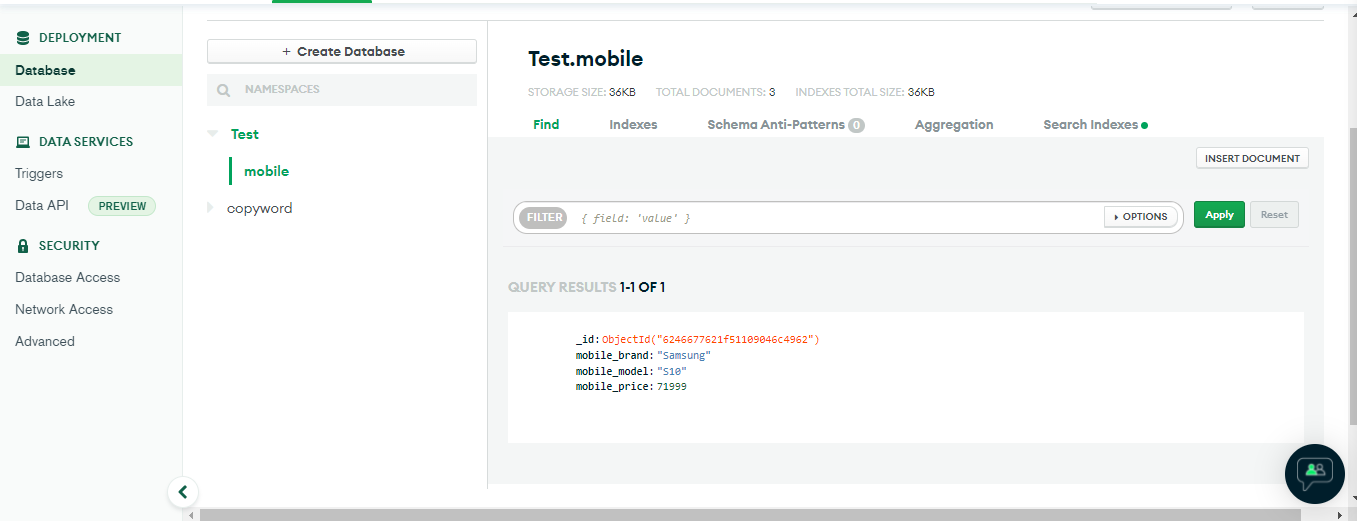 DEPLOYMENT
Database
Data Lake
DATA SERVICES
Triggers
Data API PREVIEW
SECURITY
Database Access
Network Access
Advanced
+ Create Database
NAMESPACES
Test
mobile
copyword
Test.mobile
STORAGE SIZE: 36KB TOTAL DOCUMENTS: 3 INDEXES TOTAL SIZE: 36KB
Find Indexes Schema Anti-Patterns 0 Aggregation Search Indexes
INSERT DOCUMENT
FILTER { field: 'value' } OPTIONS Apply Reset
QUERY RESULTS 1-1 OF 1
_id: ObjectId("6246677621f51109046c4962")
mobile_brand: "Samsung"
mobile_model: "S10"
mobile_price: 71999